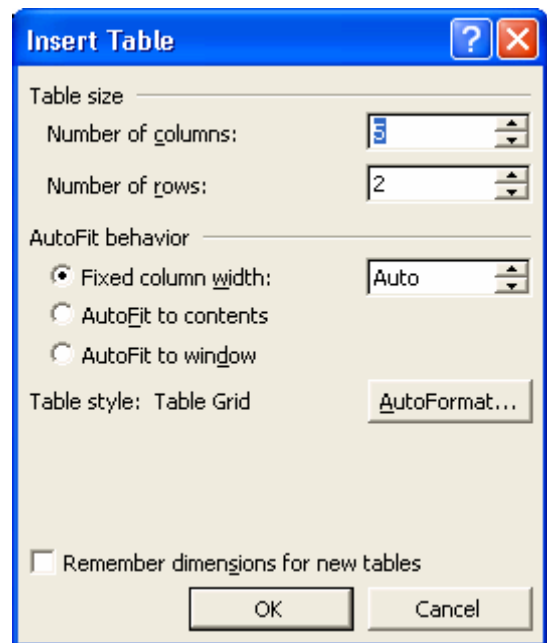 Insert Table
Table size
Number of columns: 5
Number of rows: 2
AutoFit behavior
Fixed column width: Auto
AutoFit to contents
AutoFit to window
Table style: Table Grid AutoFormat...
Remember dimensions for new tables
OK Cancel